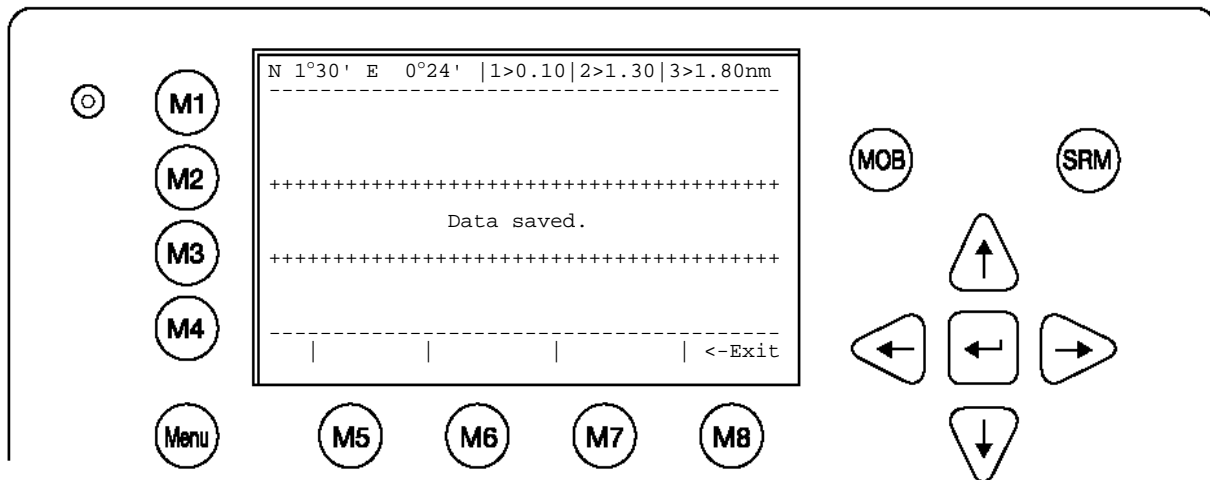 N 1°30' E 0°24' |1>0.10|2>1.30|3>1.80nm
----------------------------------------
++++++++++++++++++++++++++++++++++++++++
Data saved.
++++++++++++++++++++++++++++++++++++++++
----------------------------------------
| | | | <-Exit
M1
M2
M3
M4
Menu
M5
M6
M7
M8
MOB
SRM